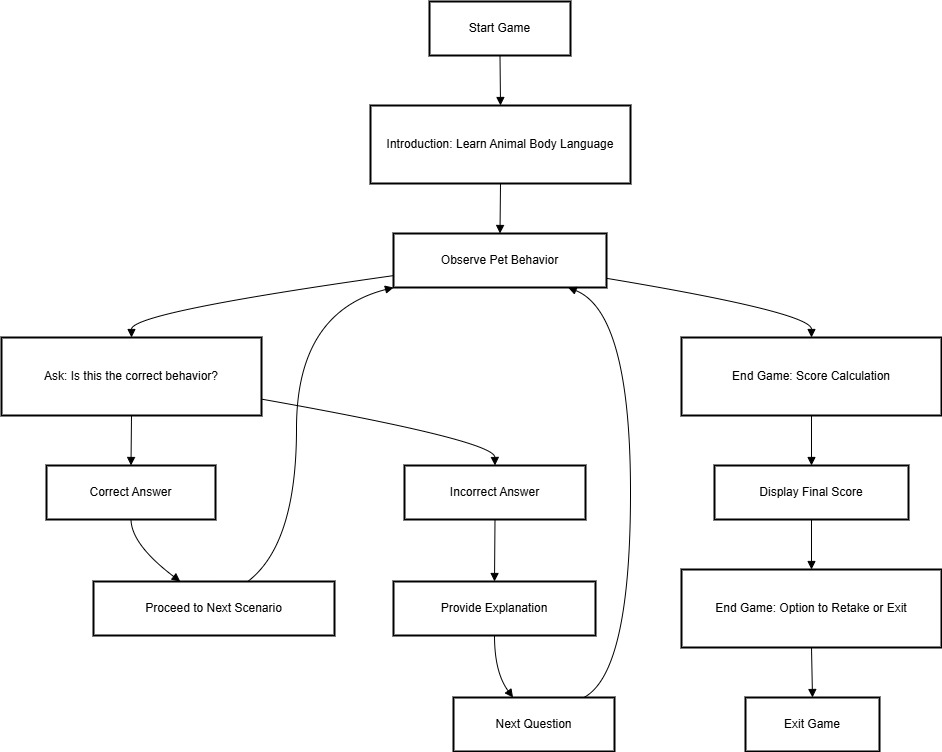 Start Game
Introduction: Learn Animal Body Language
Observe Pet Behavior
Ask: Is this the correct behavior?
End Game: Score Calculation
Correct Answer
Incorrect Answer
Display Final Score
Proceed to Next Scenario
Provide Explanation
End Game: Option to Retake or Exit
Next Question
Exit Game